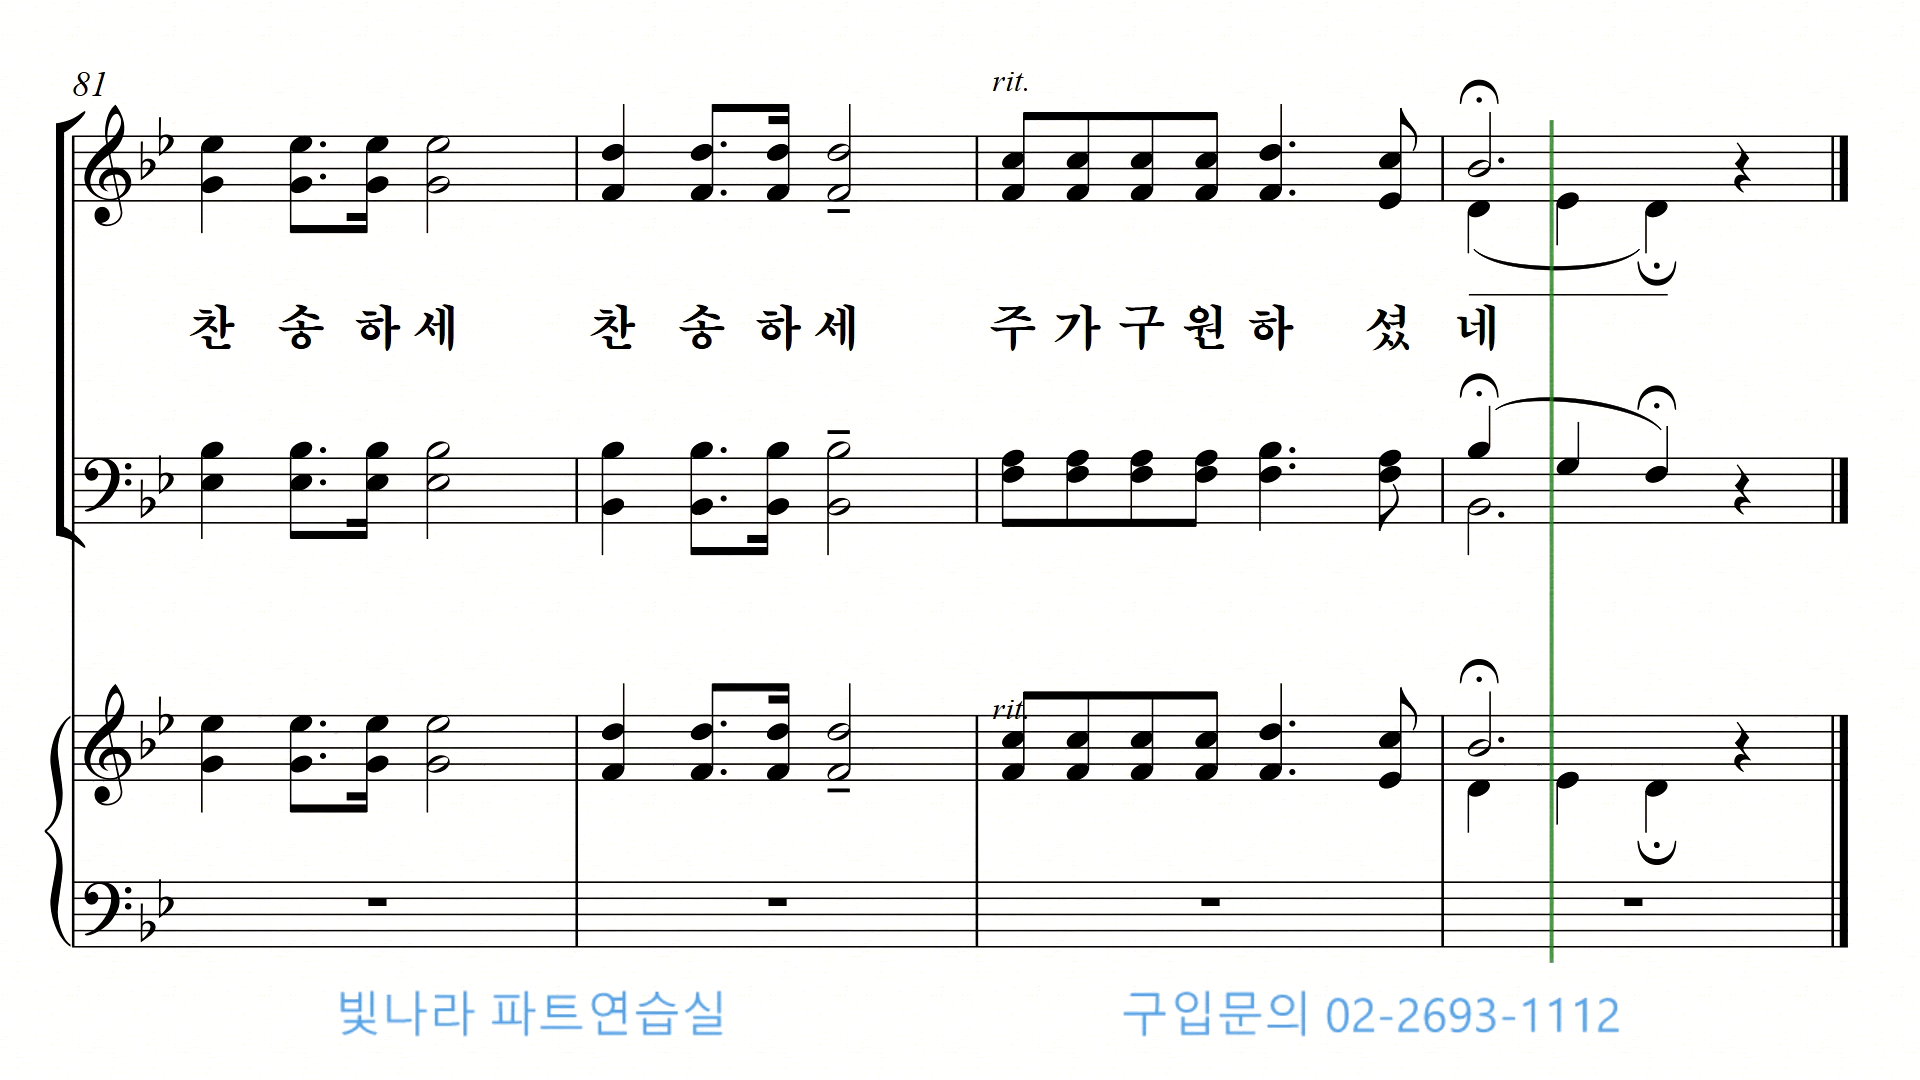 81
rit.
찬 송 하 세 찬 송 하 세 주 가 구 원 하 셨 네
rit.
빛나라 파트연습실 구입문의 02-2693-1112